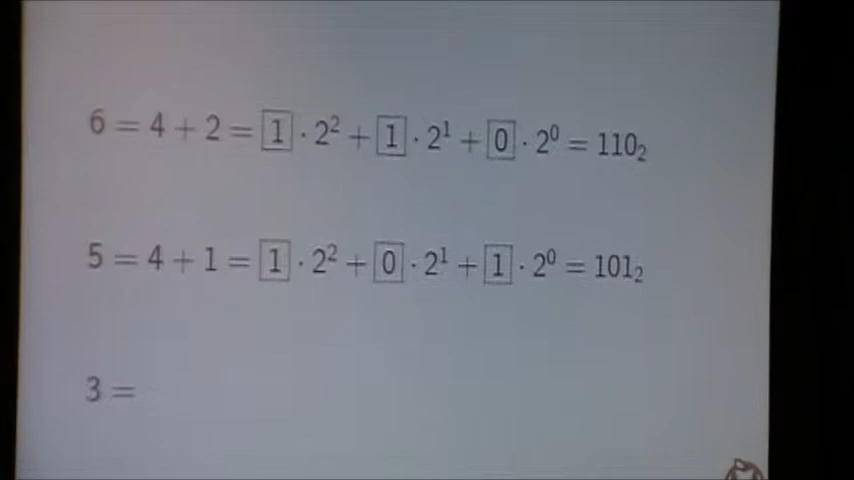 6 = 4 + 2 = 1 · 2² + 1 · 2¹ + 0 · 2⁰ = 110₂
5 = 4 + 1 = 1 · 2² + 0 · 2¹ + 1 · 2⁰ = 101₂
3 =